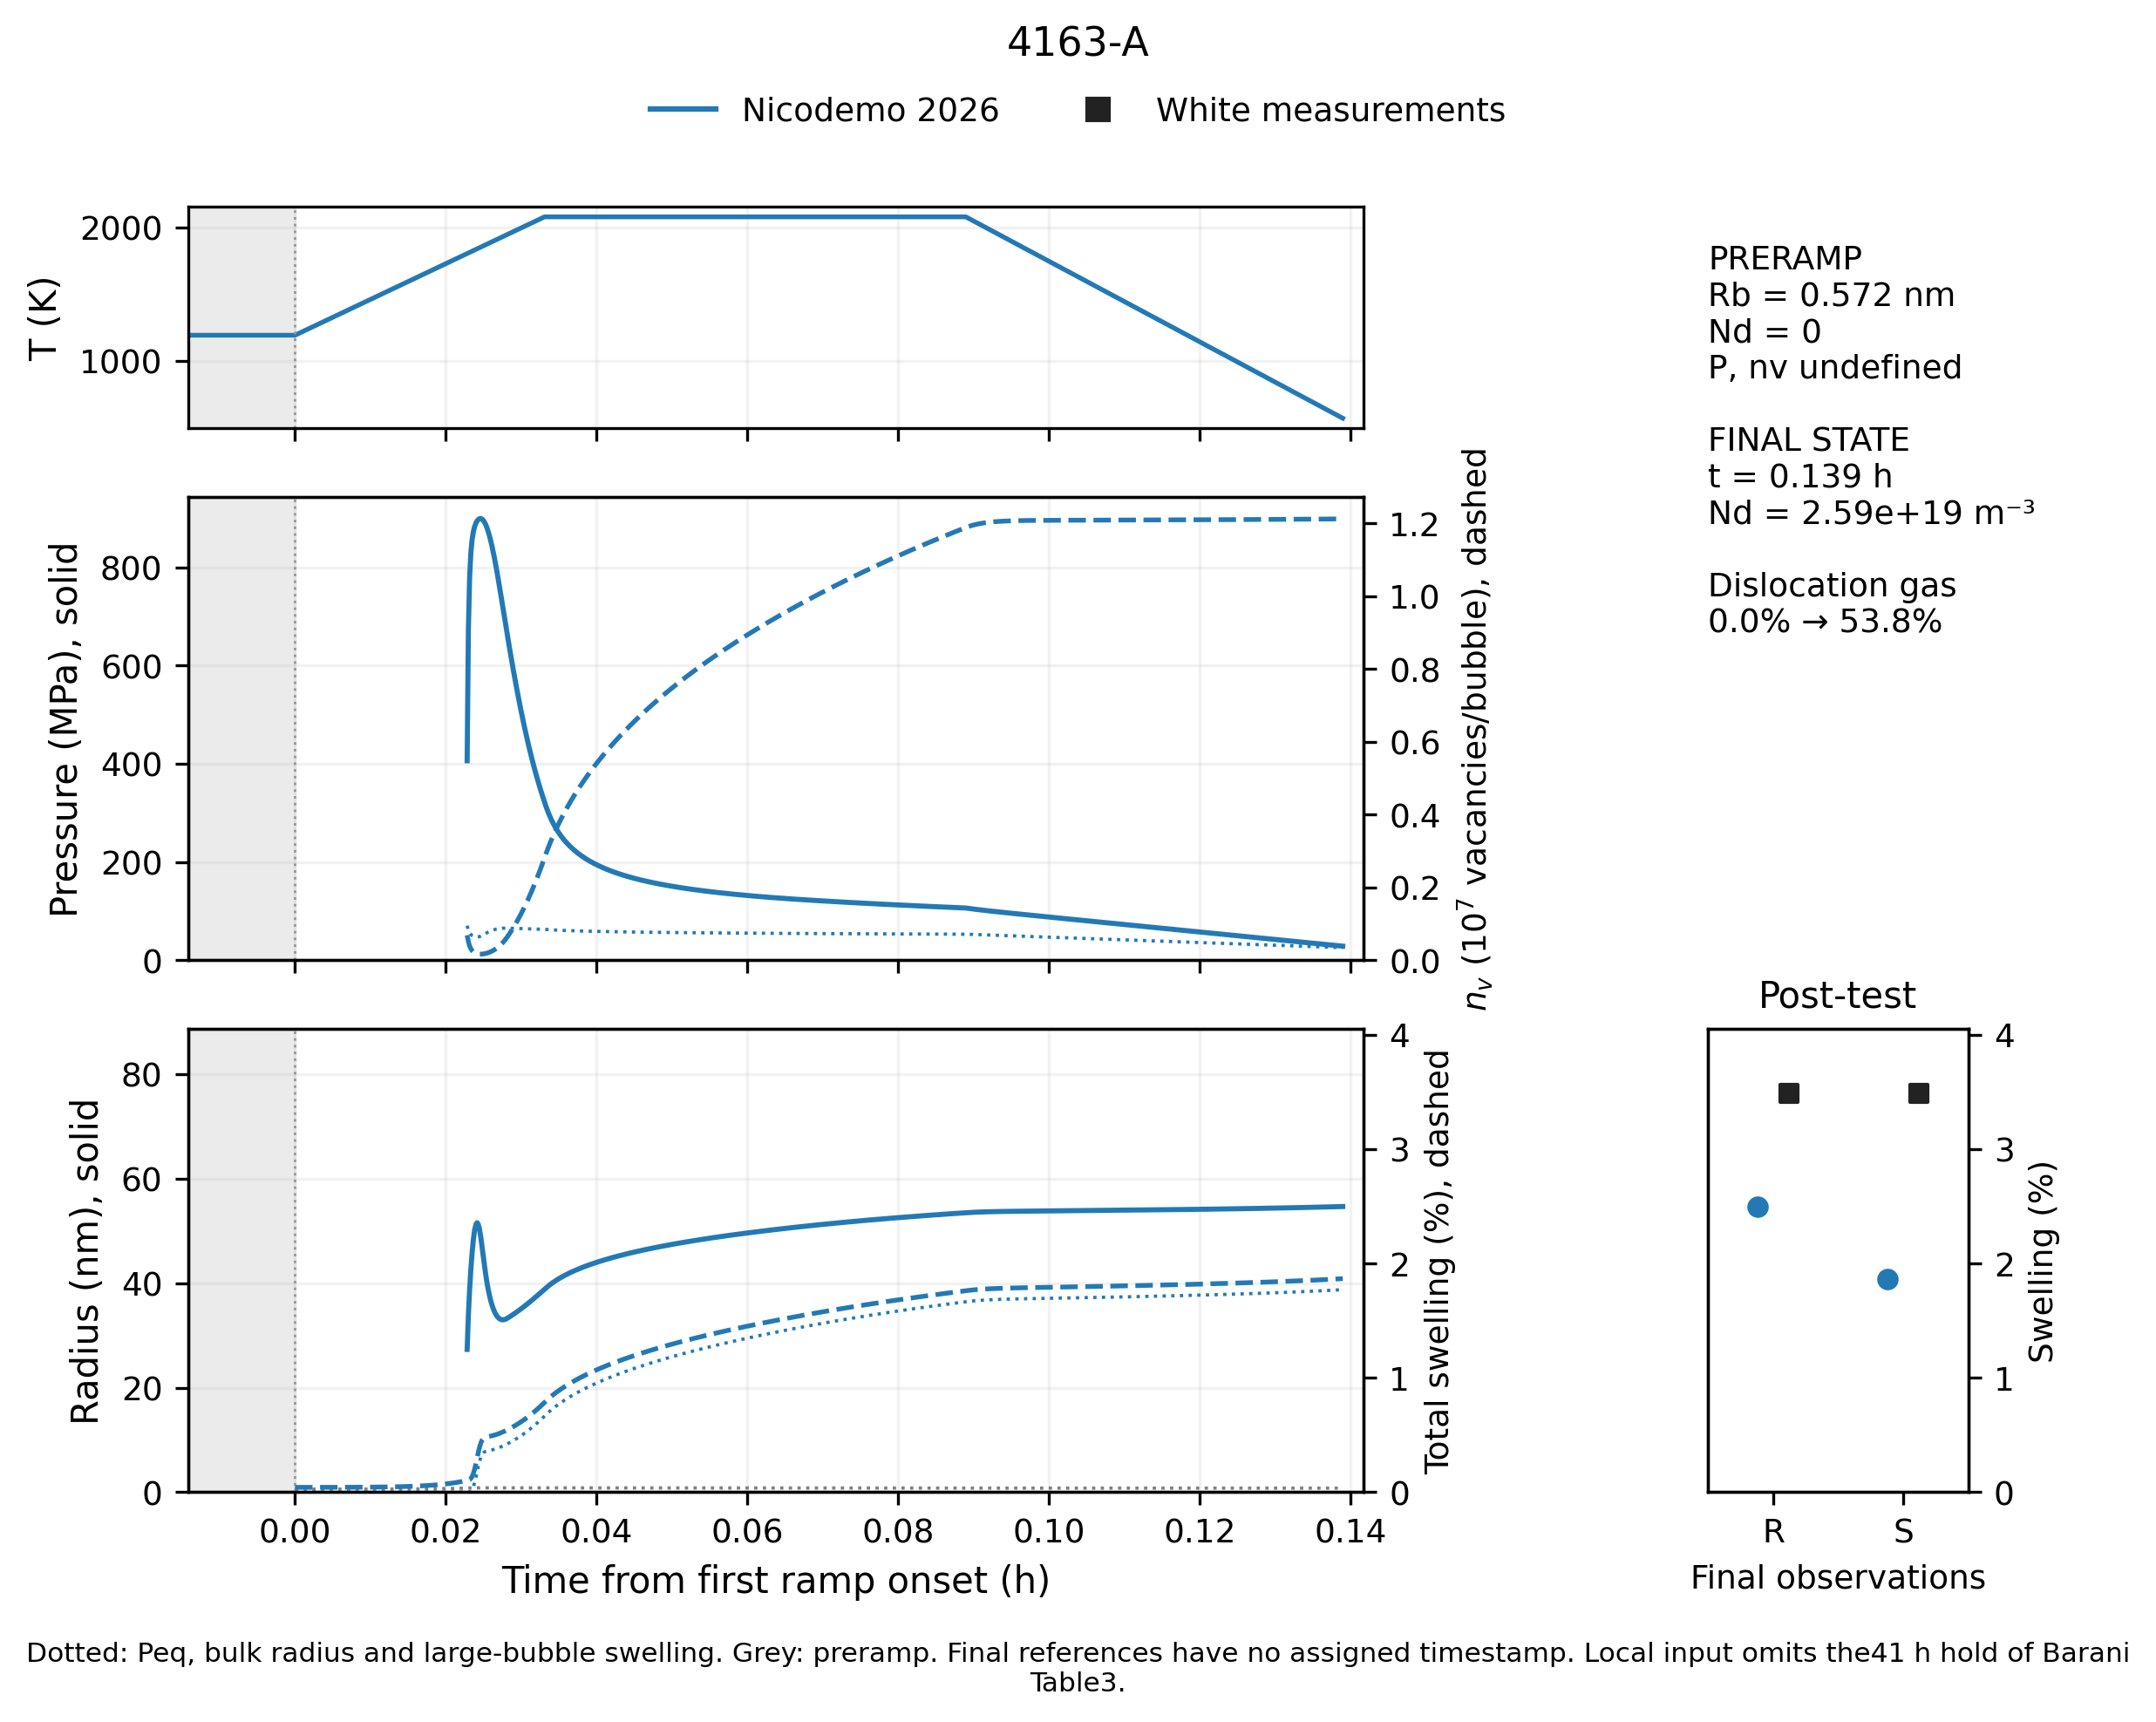 4163-A
Nicodemo 2026
White measurements
2000
1000
T (K)
PRERAMP
Rb = 0.572 nm
Nd = 0
P, nv undefined
FINAL STATE
t = 0.139 h
Nd = 2.59e+19 m⁻³
Dislocation gas
0.0% → 53.8%
800
600
400
200
0
Pressure (MPa), solid
1.2
1.0
0.8
0.6
0.4
0.2
0.0
n_v (10⁷ vacancies/bubble), dashed
80
60
40
20
0
Radius (nm), solid
4
3
2
1
0
Total swelling (%), dashed
0.00 0.02 0.04 0.06 0.08 0.10 0.12 0.14
Time from first ramp onset (h)
Post-test
4
3
2
1
0
Swelling (%)
R S
Final observations
Dotted: Peq, bulk radius and large-bubble swelling. Grey: preramp. Final references have no assigned timestamp. Local input omits the41 h hold of Barani
Table3.